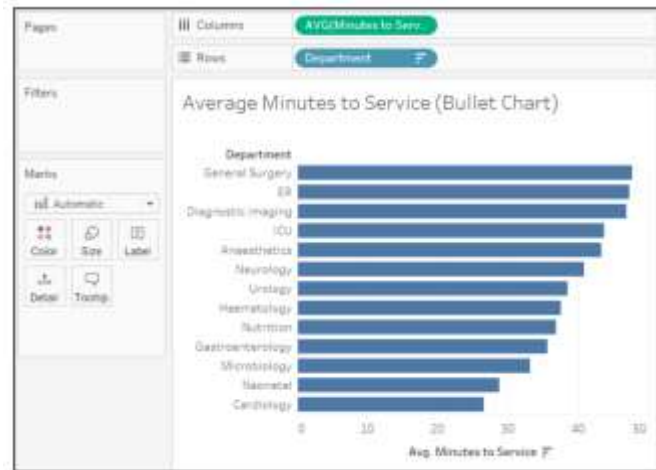 Pages
Columns
AVG(Minutes to Serv..
Rows
Department
Filters
Average Minutes to Service (Bullet Chart)
Department
Marks
General Surgery
ER
Automatic
Diagnostic Imaging
ICU
Color Size Label
Anaesthetics
Neurology
Detail Tooltip
Urology
Haematology
Nutrition
Gastroenterology
Microbiology
Neonatal
Cardiology
0 10 20 30 40 50
Avg. Minutes to Service